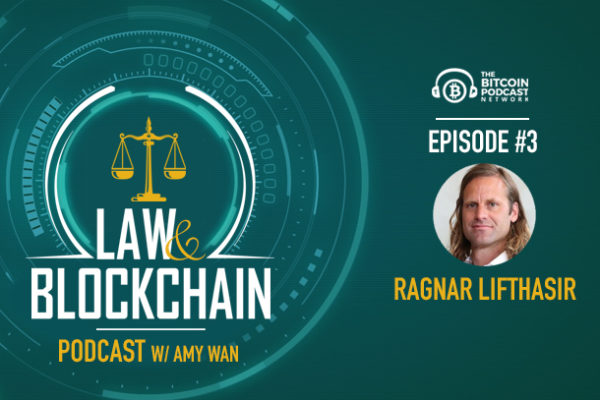 LAW &
BLOCKCHAIN
PODCAST W/ AMY WAN
THE
BITCOIN
PODCAST
NETWORK
EPISODE #3
RAGNAR LIFTHASIR